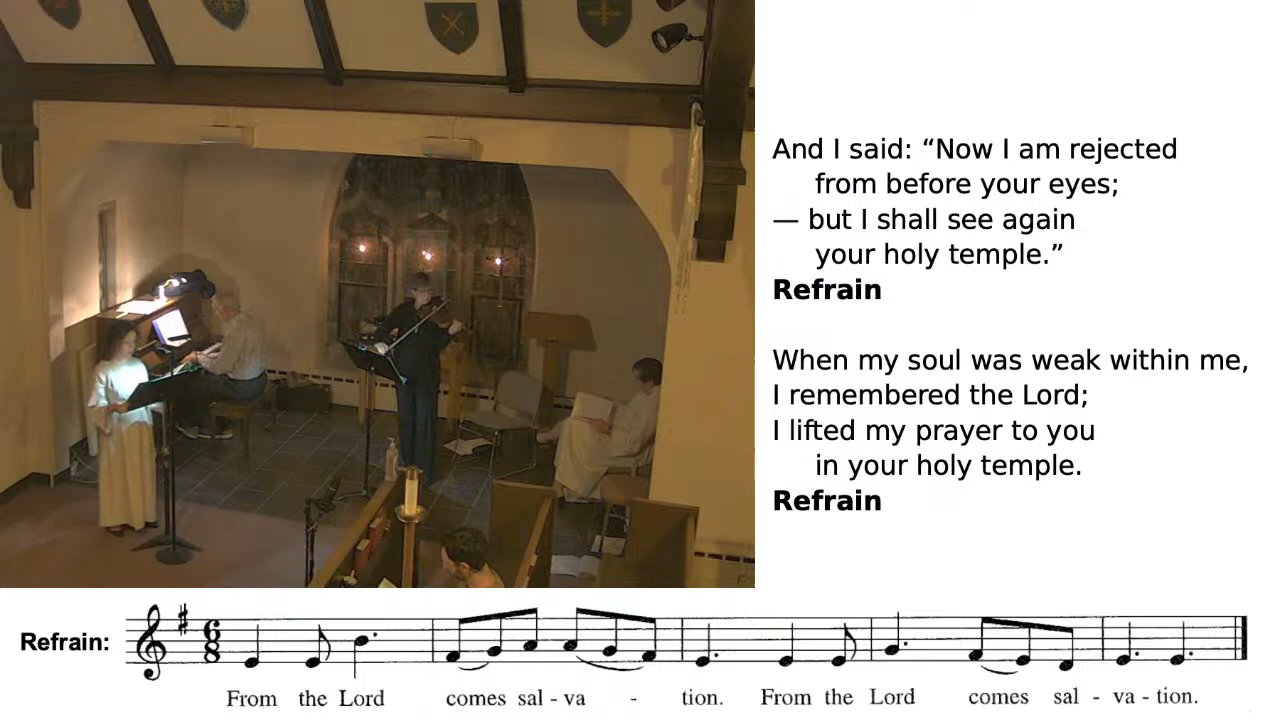 And I said: “Now I am rejected
from before your eyes;
— but I shall see again
your holy temple.”
Refrain
When my soul was weak within me,
I remembered the Lord;
I lifted my prayer to you
in your holy temple.
Refrain
Refrain:
6
8
From the Lord comes sal - va - tion. From the Lord comes sal - va - tion.